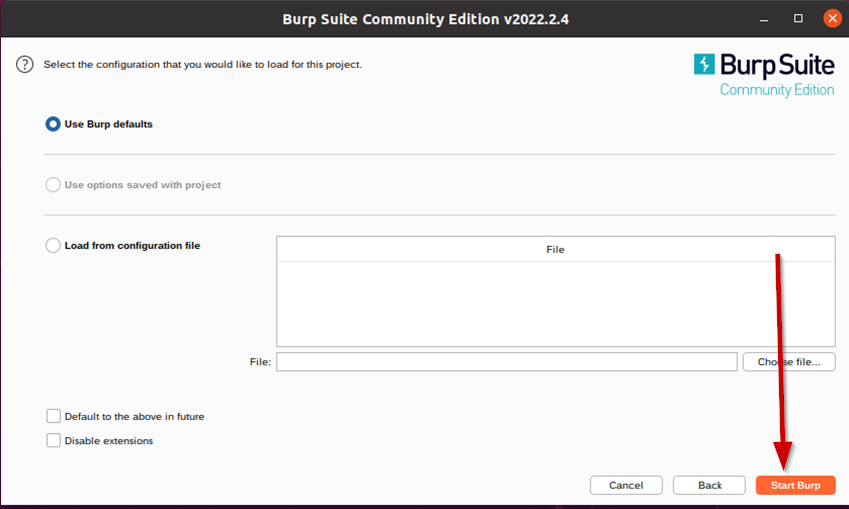 Burp Suite Community Edition v2022.2.4
Select the configuration that you would like to load for this project.
Burp Suite
Community Edition
Use Burp defaults
Use options saved with project
Load from configuration file
File
File:
Choose file...
Default to the above in future
Disable extensions
Cancel
Back
Start Burp